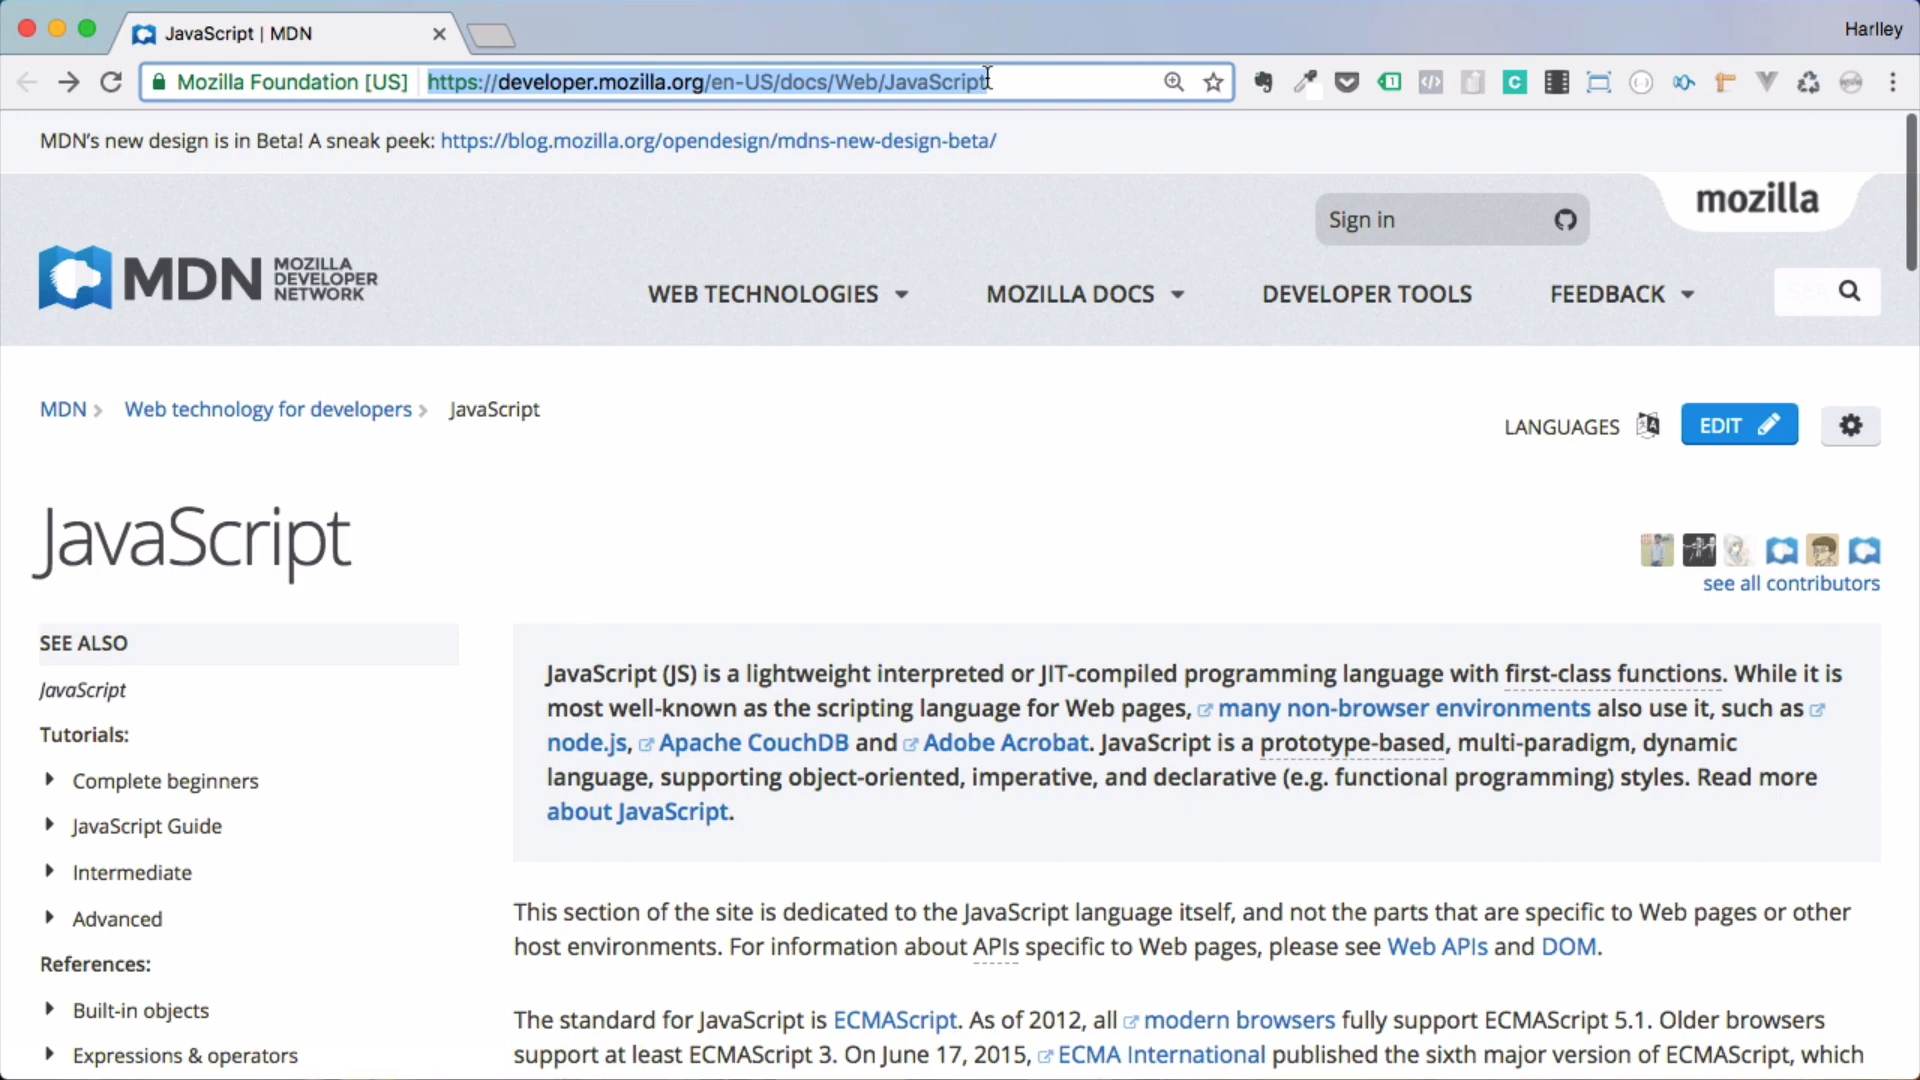 JavaScript | MDN
Harlley
Mozilla Foundation [US]
https://developer.mozilla.org/en-US/docs/Web/JavaScript
MDN's new design is in Beta! A sneak peek: https://blog.mozilla.org/opendesign/mdns-new-design-beta/
mozilla
Sign in
MDN MOZILLA DEVELOPER NETWORK
WEB TECHNOLOGIES
MOZILLA DOCS
DEVELOPER TOOLS
FEEDBACK
MDN
Web technology for developers
JavaScript
LANGUAGES
EDIT
JavaScript
see all contributors
SEE ALSO
JavaScript
Tutorials:
Complete beginners
JavaScript Guide
Intermediate
Advanced
References:
Built-in objects
Expressions & operators
JavaScript (JS) is a lightweight interpreted or JIT-compiled programming language with first-class functions. While it is
most well-known as the scripting language for Web pages, many non-browser environments also use it, such as
node.js, Apache CouchDB and Adobe Acrobat. JavaScript is a prototype-based, multi-paradigm, dynamic
language, supporting object-oriented, imperative, and declarative (e.g. functional programming) styles. Read more
about JavaScript.
This section of the site is dedicated to the JavaScript language itself, and not the parts that are specific to Web pages or other
host environments. For information about APIs specific to Web pages, please see Web APIs and DOM.
The standard for JavaScript is ECMAScript. As of 2012, all modern browsers fully support ECMAScript 5.1. Older browsers
support at least ECMAScript 3. On June 17, 2015, ECMA International published the sixth major version of ECMAScript, which